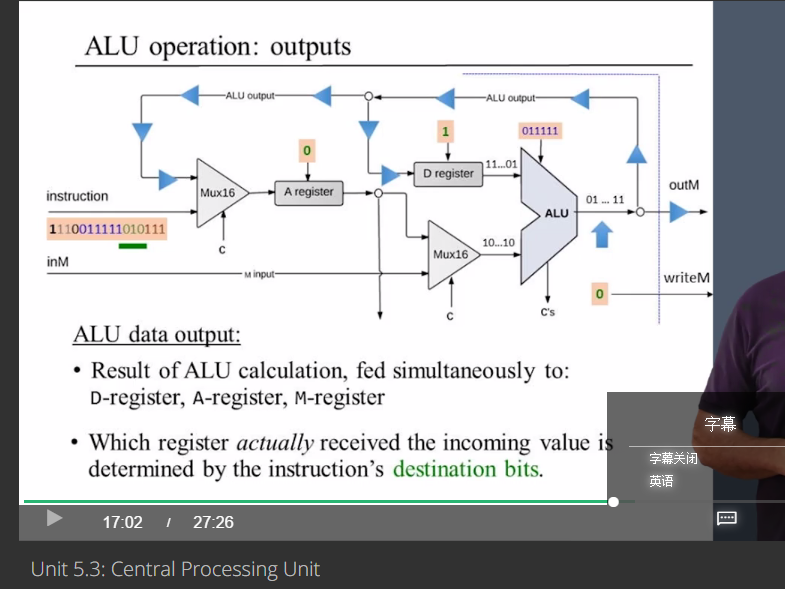 ALU operation: outputs
ALU output
ALU output
1
011111
0
11...01
D register
Mux16
A register
instruction
1110011111010111
01 ... 11
outM
ALU
C
inM
M input
10...10
Mux16
C
C's
writeM
0
ALU data output:
• Result of ALU calculation, fed simultaneously to:
D-register, A-register, M-register
• Which register actually received the incoming value is
determined by the instruction's destination bits.
字幕
字幕关闭
英语
17:02 / 27:26
Unit 5.3: Central Processing Unit